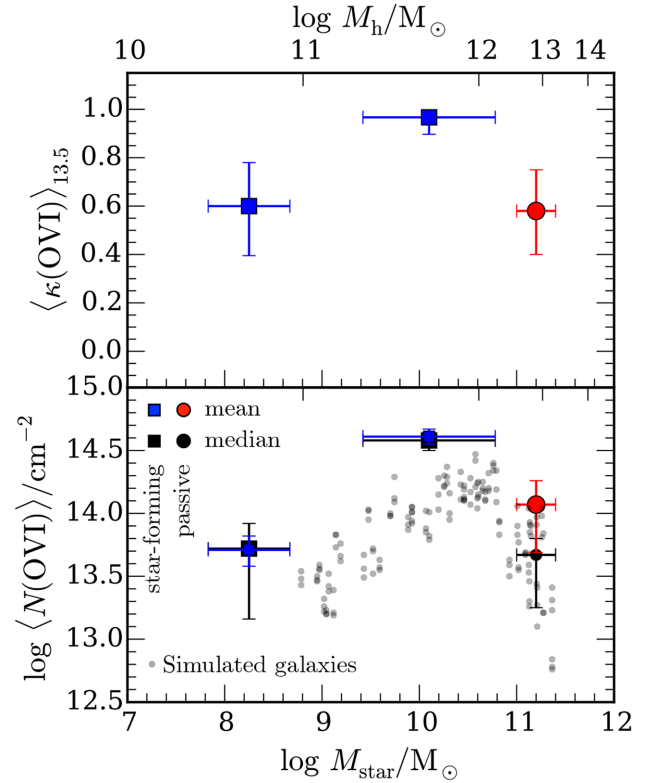 log M_h/M_⊙
10 11 12 13 14
⟨κ(OVI)⟩_13.5
1.0
0.8
0.6
0.4
0.2
0.0
log ⟨N(OVI)⟩/cm^−2
15.0
14.5
14.0
13.5
13.0
12.5
mean
median
star-forming
passive
Simulated galaxies
7 8 9 10 11 12
log M_star/M_⊙